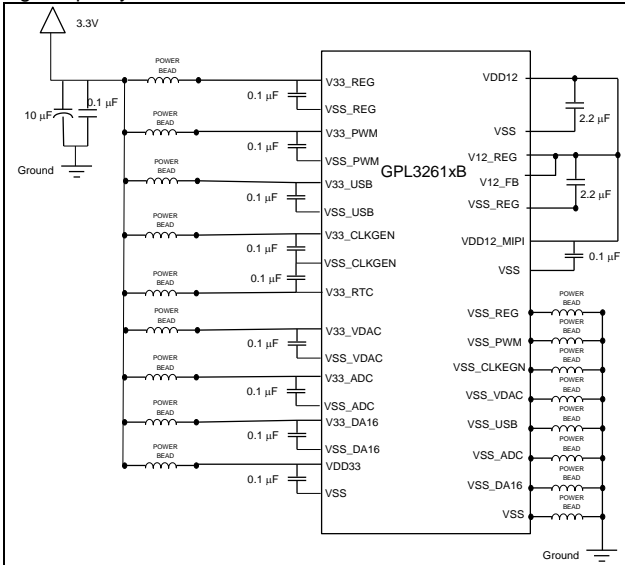 3.3V
10 µF
0.1 µF
Ground
POWER
BEAD
POWER
BEAD
POWER
BEAD
POWER
BEAD
POWER
BEAD
POWER
BEAD
POWER
BEAD
POWER
BEAD
POWER
BEAD
0.1 µF
0.1 µF
0.1 µF
0.1 µF
0.1 µF
0.1 µF
0.1 µF
0.1 µF
0.1 µF
V33_REG
VSS_REG
V33_PWM
VSS_PWM
V33_USB
VSS_USB
V33_CLKGEN
VSS_CLKGEN
V33_RTC
V33_VDAC
VSS_VDAC
V33_ADC
VSS_ADC
V33_DA16
VSS_DA16
VDD33
VSS
GPL3261xB
VDD12
VSS
V12_REG
V12_FB
VSS_REG
VDD12_MIPI
VSS
2.2 µF
2.2 µF
0.1 µF
VSS_REG
VSS_PWM
VSS_CLKEGN
VSS_VDAC
VSS_USB
VSS_ADC
VSS_DA16
VSS
POWER
BEAD
POWER
BEAD
POWER
BEAD
POWER
BEAD
POWER
BEAD
POWER
BEAD
POWER
BEAD
POWER
BEAD
Ground